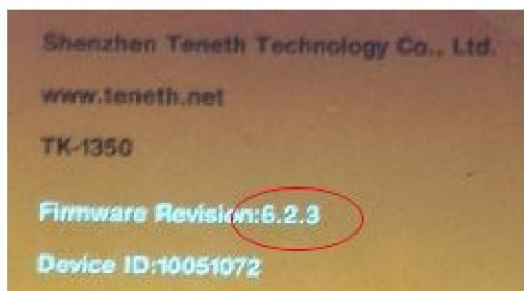 Shenzhen Teneth Technology Co., Ltd.
www.teneth.net
TK-1350
Firmware Revision:6.2.3
Device ID:10051072